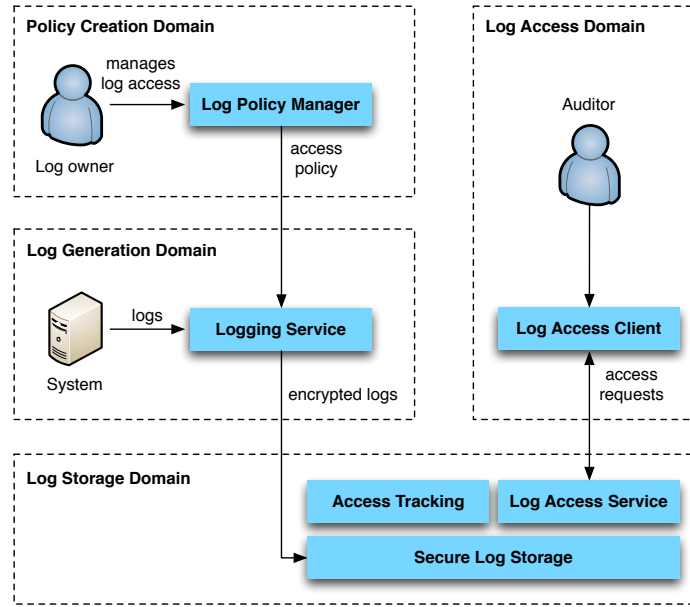 Policy Creation Domain
manages
log access
Log Policy Manager
Log owner
access
policy
Log Generation Domain
logs
Logging Service
System
encrypted logs
Log Access Domain
Auditor
Log Access Client
access
requests
Log Storage Domain
Access Tracking
Log Access Service
Secure Log Storage